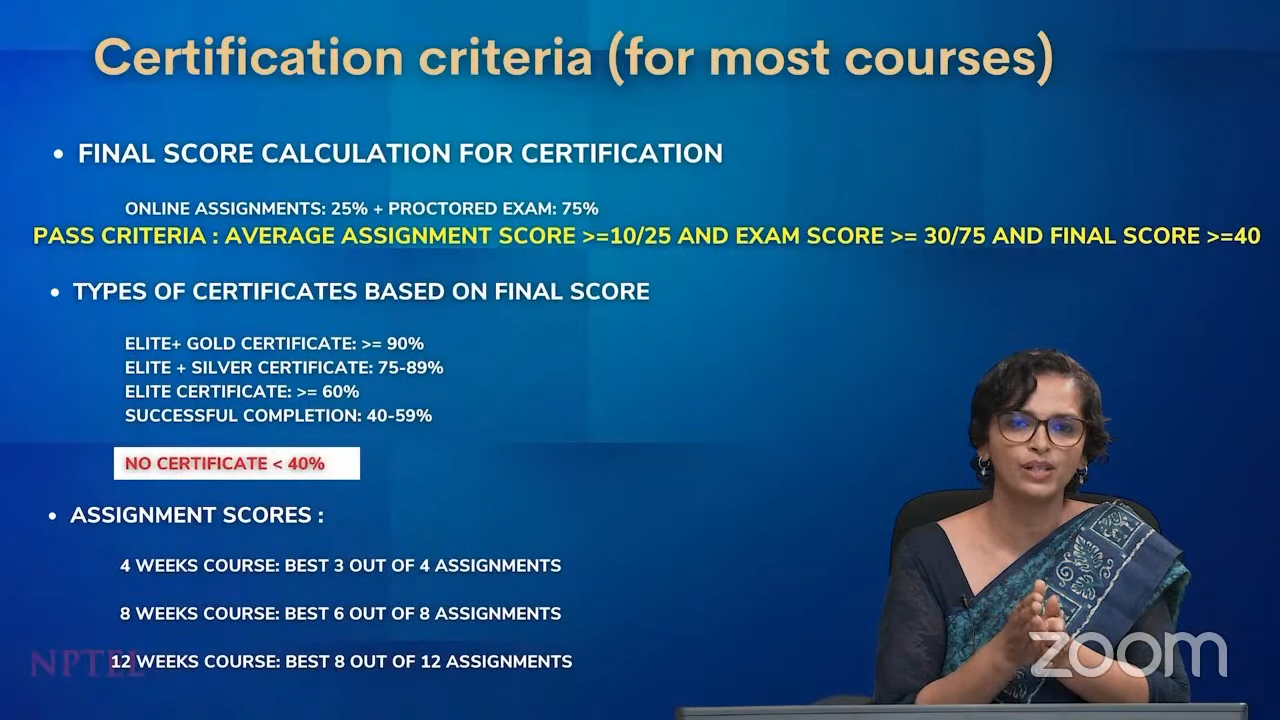 Certification criteria (for most courses)
• FINAL SCORE CALCULATION FOR CERTIFICATION
ONLINE ASSIGNMENTS: 25% + PROCTORED EXAM: 75%
PASS CRITERIA : AVERAGE ASSIGNMENT SCORE >=10/25 AND EXAM SCORE >= 30/75 AND FINAL SCORE >=40
• TYPES OF CERTIFICATES BASED ON FINAL SCORE
ELITE+ GOLD CERTIFICATE: >= 90%
ELITE + SILVER CERTIFICATE: 75-89%
ELITE CERTIFICATE: >= 60%
SUCCESSFUL COMPLETION: 40-59%
NO CERTIFICATE < 40%
• ASSIGNMENT SCORES :
4 WEEKS COURSE: BEST 3 OUT OF 4 ASSIGNMENTS
8 WEEKS COURSE: BEST 6 OUT OF 8 ASSIGNMENTS
12 WEEKS COURSE: BEST 8 OUT OF 12 ASSIGNMENTS
NPTEL
zoom